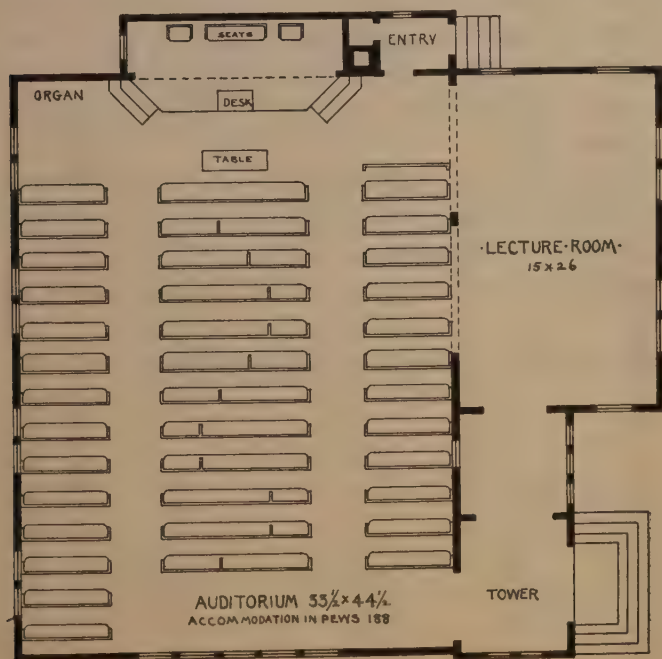 SEATS
ENTRY
ORGAN
DESK
TABLE
·LECTURE·ROOM·
15 × 26
AUDITORIUM 33½ × 44½
ACCOMMODATION IN PEWS 188
TOWER